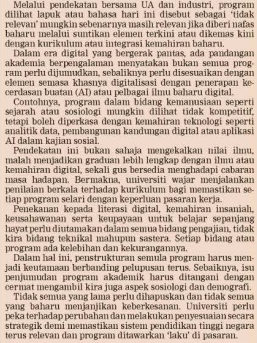 Melalui pendekatan bersama UA dan industri, program
dilihat lapuk atau bahasa hari ini disebut sebagai 'tidak
relevan' mungkin sebenarnya masih relevan jika diberi nafas
baharu melalui suntikan elemen terkini atau dikemas kini
dengan kurikulum atau integrasi kemahiran baharu.
Dalam era digital yang bergerak pantas, ada pandangan
akademia berpengalaman menyatakan bukan semua prog-
ram perlu dijumudkan, sebaliknya perlu disesuaikan dengan
elemen semasa khasnya digitalisasi dengan penerapan ke-
cerdasan buatan (AI) atau pelbagai ilmu baharu digital.
Contohnya, program dalam bidang kemanusiaan seperti
sejarah atau sosiologi mungkin dilihat tidak kompetitif,
tetapi boleh diperkasa dengan kemahiran teknologi seperti
analitik data, pembangunan kandungan digital atau aplikasi
AI dalam kajian sosial.
Pendekatan ini bukan sahaja mengekalkan nilai ilmu,
malah menjadikan graduan lebih lengkap dengan ilmu atau
kemahiran digital, sekali gus bersedia menghadapi cabaran
masa hadapan. Bermakna, universiti wajar menjalankan
penilaian berkala terhadap kurikulum bagi memastikan se-
tiap program selari dengan keperluan pasaran kerja.
Penekanan kepada literasi digital, kemahiran insaniah,
keusahawanan serta keupayaan untuk belajar sepanjang
hayat perlu diutamakan dalam semua bidang pengajian, tidak
kira bidang teknikal mahupun sastera. Setiap bidang atau
program ada kelebihan dan kekurangannya.
Dalam hal ini, penstrukturan semula program harus men-
jadi keutamaan berbanding pelupusan terus. Sebaiknya, isu
penjumudan program akademik harus ditangani dengan
cermat mengambil kira juga aspek sosiologi dan demografi.
Tidak semua yang lama perlu dihapuskan dan tidak semua
yang baharu menjanjikan keberkesanan. Universiti perlu
peka terhadap perubahan dan melakukan penyesuaian secara
strategik demi memastikan sistem pendidikan tinggi negara
terus relevan dan program ditawarkan 'laku' di pasaran.